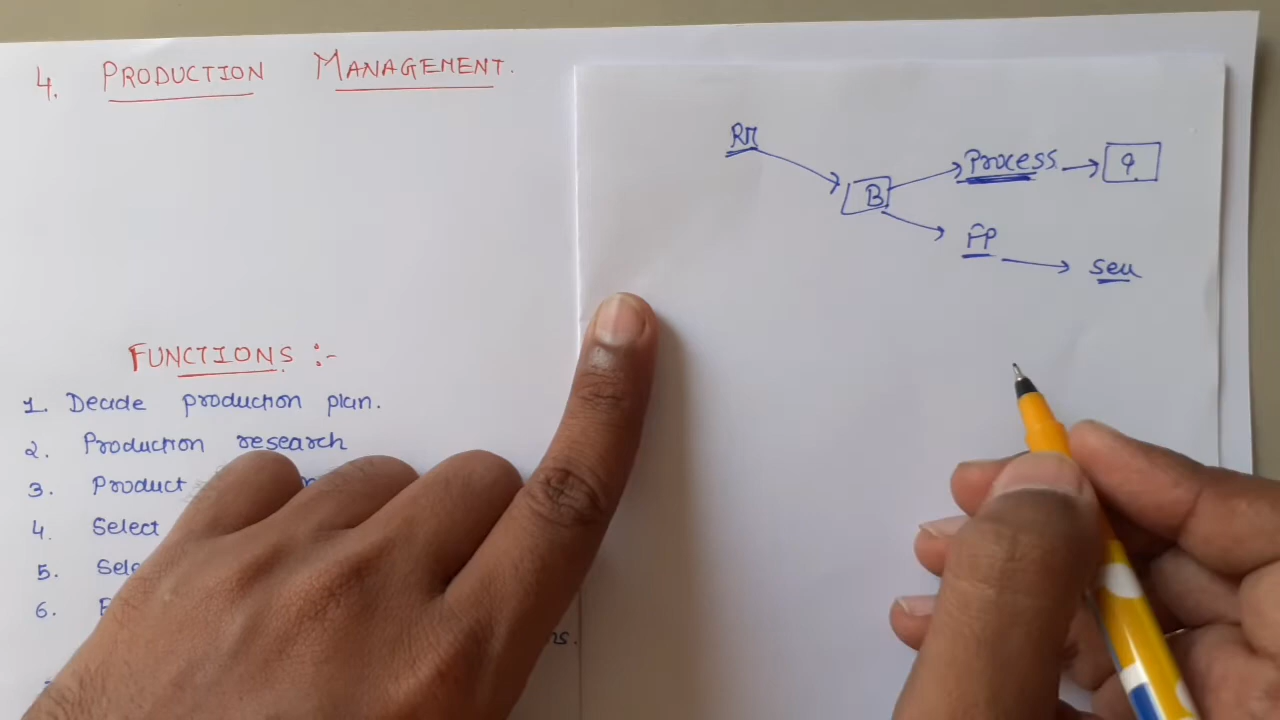 4. PRODUCTION MANAGEMENT.
FUNCTIONS :-
1. Decide production plan.
2. Production research
3. Product
4. Select
5.
6.
RM
B
Process
9
FP
sell